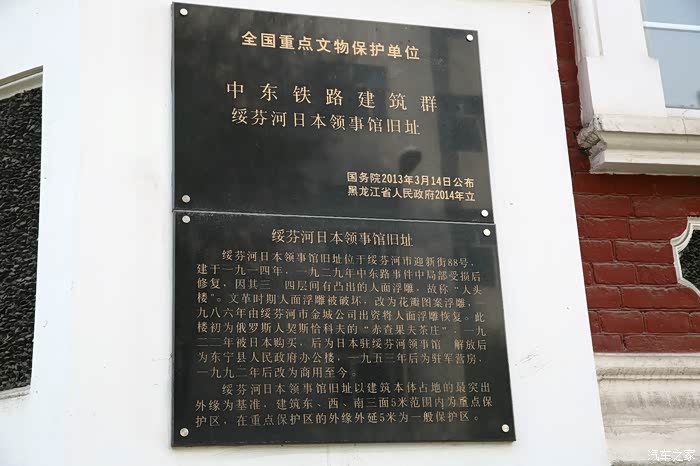 全国重点文物保护单位
中东铁路建筑群
绥芬河日本领事馆旧址
国务院2013年3月14日公布
黑龙江省人民政府2014年立
绥芬河日本领事馆旧址
绥芬河日本领事馆旧址位于绥芬河市迎新街88号，
建于一九一四年，一九二九年中东路事件中局部受损后
修复，因其三 四层间有凸出的人面浮雕，故称“人头
楼”。文革时期人面浮雕被破坏，改为花瓣图案浮雕，一
九八六年由绥芬河市金城公司出资将人面浮雕恢复。此
楼初为俄罗斯人契斯恰科夫的“赤查果夫茶庄”，一九
二二年被日本购买，后为日本驻绥芬河领事馆 解放后
为东宁县人民政府办公楼，一九五三年后为驻军营房，
一九九二年后改为商用至今。
绥芬河日本领事馆旧址以建筑本体占地的最突出
外缘为基准，建筑东、西、南三面5米范围内为重点保
护区，在重点保护区的外缘外延5米为一般保护区。
汽车之家